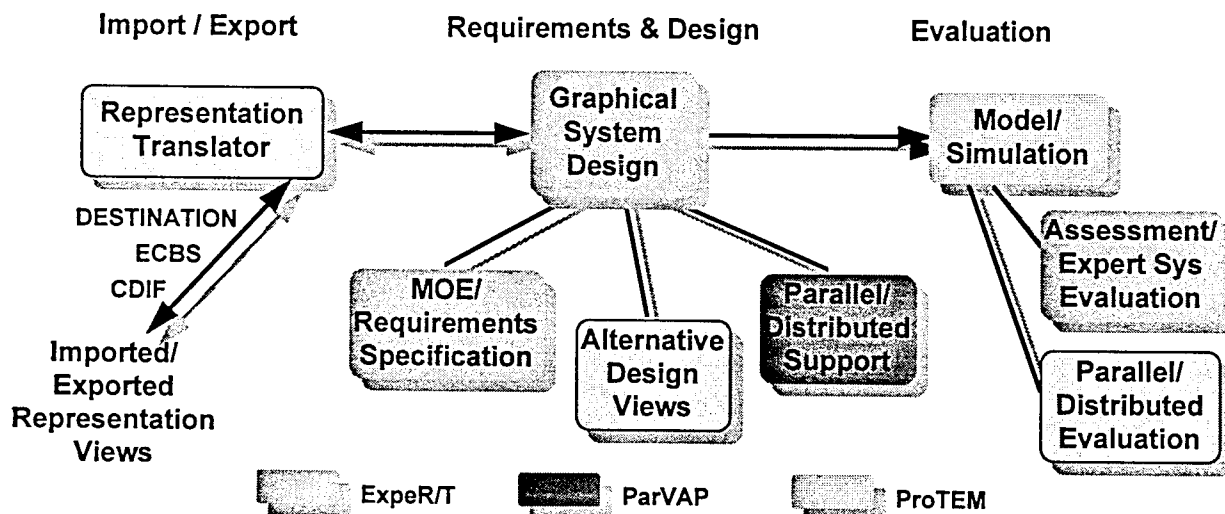 Import / Export
Requirements & Design
Evaluation
Representation
Translator
Graphical
System
Design
Model/
Simulation
DESTINATION
ECBS
CDIF
Imported/
Exported
Representation
Views
MOE/
Requirements
Specification
Alternative
Design
Views
Parallel/
Distributed
Support
Assessment/
Expert Sys
Evaluation
Parallel/
Distributed
Evaluation
ExpeR/T
ParVAP
ProTEM